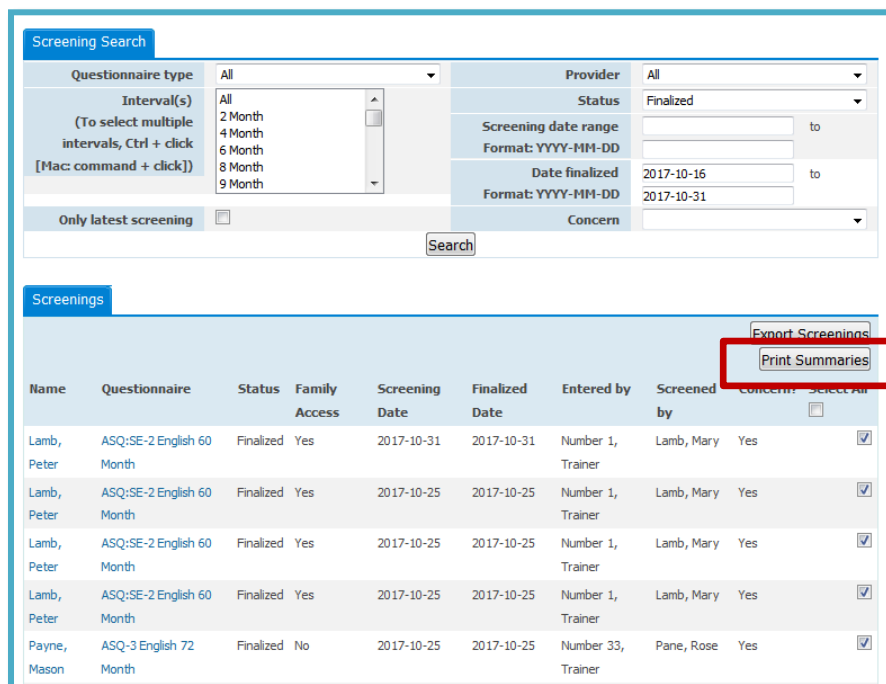 Screening Search
Questionnaire type All Provider All
Interval(s) All Status Finalized
(To select multiple 2 Month Screening date range to
intervals, Ctrl + click 4 Month Format: YYYY-MM-DD
[Mac: command + click]) 6 Month
8 Month Date finalized 2017-10-16 to
9 Month Format: YYYY-MM-DD 2017-10-31
Only latest screening Concern
Search
Screenings
Export Screenings
Print Summaries
Name Questionnaire Status Family Screening Finalized Entered by Screened Concern? Select All
Access Date Date by
Lamb, ASQ:SE-2 English 60 Finalized Yes 2017-10-31 2017-10-31 Number 1, Lamb, Mary Yes
Peter Month Trainer
Lamb, ASQ:SE-2 English 60 Finalized Yes 2017-10-25 2017-10-25 Number 1, Lamb, Mary Yes
Peter Month Trainer
Lamb, ASQ:SE-2 English 60 Finalized Yes 2017-10-25 2017-10-25 Number 1, Lamb, Mary Yes
Peter Month Trainer
Lamb, ASQ:SE-2 English 60 Finalized Yes 2017-10-25 2017-10-25 Number 1, Lamb, Mary Yes
Peter Month Trainer
Payne, ASQ-3 English 72 Finalized No 2017-10-25 2017-10-25 Number 33, Pane, Rose Yes
Mason Month Trainer